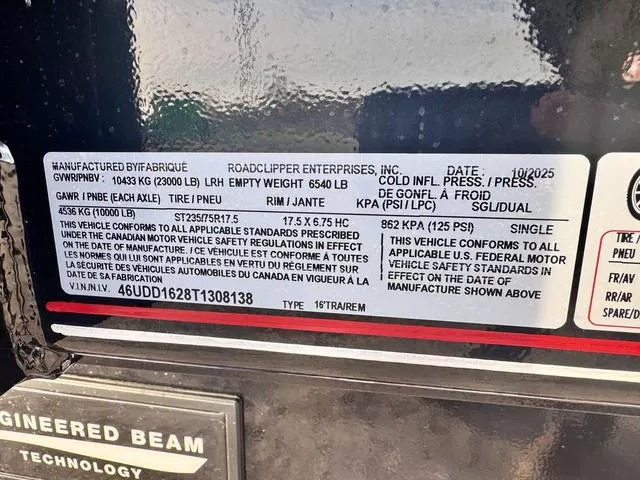 MANUFACTURED BY/FABRIQUÉ ROADCLIPPER ENTERPRISES, INC. DATE : 10/2025
GVWR/PNBV : 10433 KG (23000 LB) LRH EMPTY WEIGHT 6540 LB COLD INFL. PRESS./ PRESS.
DE GONFL. À FROID
GAWR / PNBE (EACH AXLE) TIRE / PNEU RIM / JANTE KPA (PSI / LPC) SGL/DUAL
4536 KG (10000 LB) ST235/75R17.5 17.5 X 6.75 HC 862 KPA (125 PSI) SINGLE
THIS VEHICLE CONFORMS TO ALL APPLICABLE STANDARDS PRESCRIBED
UNDER THE CANADIAN MOTOR VEHICLE SAFETY REGULATIONS IN EFFECT
ON THE DATE OF MANUFACTURE / CE VÉHICULE EST CONFORME À TOUTES
LES NORMES QUI LUI SONT APPLICABLES EN VERTU DU RÈGLEMENT SUR
LA SÉCURITÉ DES VÉHICULES AUTOMOBILES DU CANADA EN VIGUEUR À LA
DATE DE SA FABRICATION
THIS VEHICLE CONFORMS TO ALL
APPLICABLE U.S. FEDERAL MOTOR
VEHICLE SAFETY STANDARDS
IN EFFECT ON THE DATE OF
MANUFACTURE SHOWN ABOVE
V.I.N./N.I.V. 46UDD1628T1308138 TYPE 16'TRA/REM
TIRE /
PNEU
FR/AV
RR/AR
SPARE/D
GINEERED BEAM
TECHNOLOGY